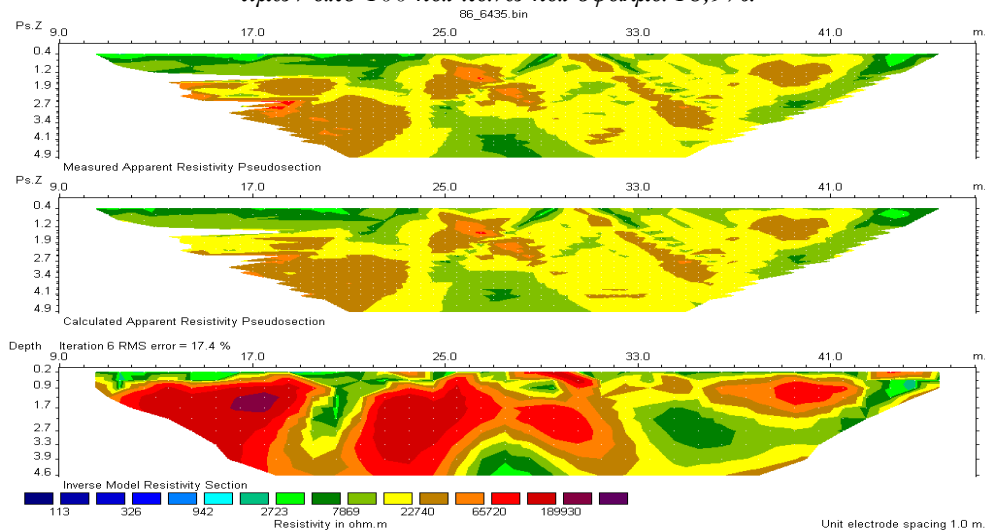 86_6435.bin
Ps.Z 9.0 17.0 25.0 33.0 41.0 m.
0.4
1.2
1.9
2.7
3.4
4.1
4.9
Measured Apparent Resistivity Pseudosection
Ps.Z 9.0 17.0 25.0 33.0 41.0 m.
0.4
1.2
1.9
2.7
3.4
4.1
4.9
Calculated Apparent Resistivity Pseudosection
Depth Iteration 6 RMS error = 17.4 %
9.0 17.0 25.0 33.0 41.0 m.
0.2
0.9
1.7
2.7
3.3
4.6
Inverse Model Resistivity Section
113 326 942 2723 7869 22740 65720 189930
Resistivity in ohm.m Unit electrode spacing 1.0 m.